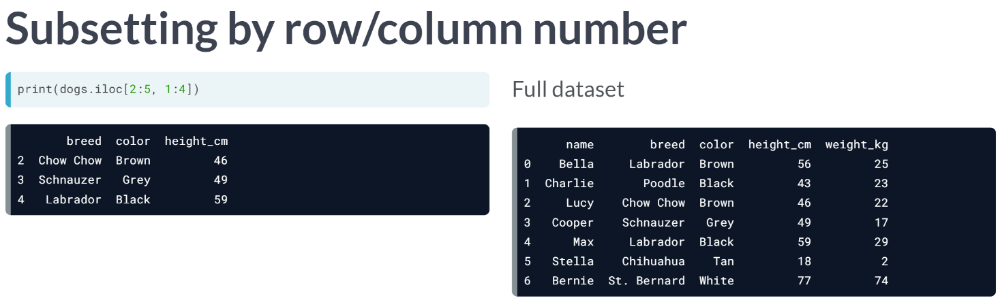 Subsetting by row/column number
print(dogs.iloc[2:5, 1:4])
       breed  color  height_cm
2  Chow Chow  Brown         46
3  Schnauzer   Grey         49
4   Labrador  Black         59
Full dataset
      name        breed  color  height_cm  weight_kg
0    Bella     Labrador  Brown         56         25
1  Charlie       Poodle  Black         43         23
2     Lucy    Chow Chow  Brown         46         22
3   Cooper    Schnauzer   Grey         49         17
4      Max     Labrador  Black         59         29
5   Stella    Chihuahua    Tan         18          2
6   Bernie  St. Bernard  White         77         74